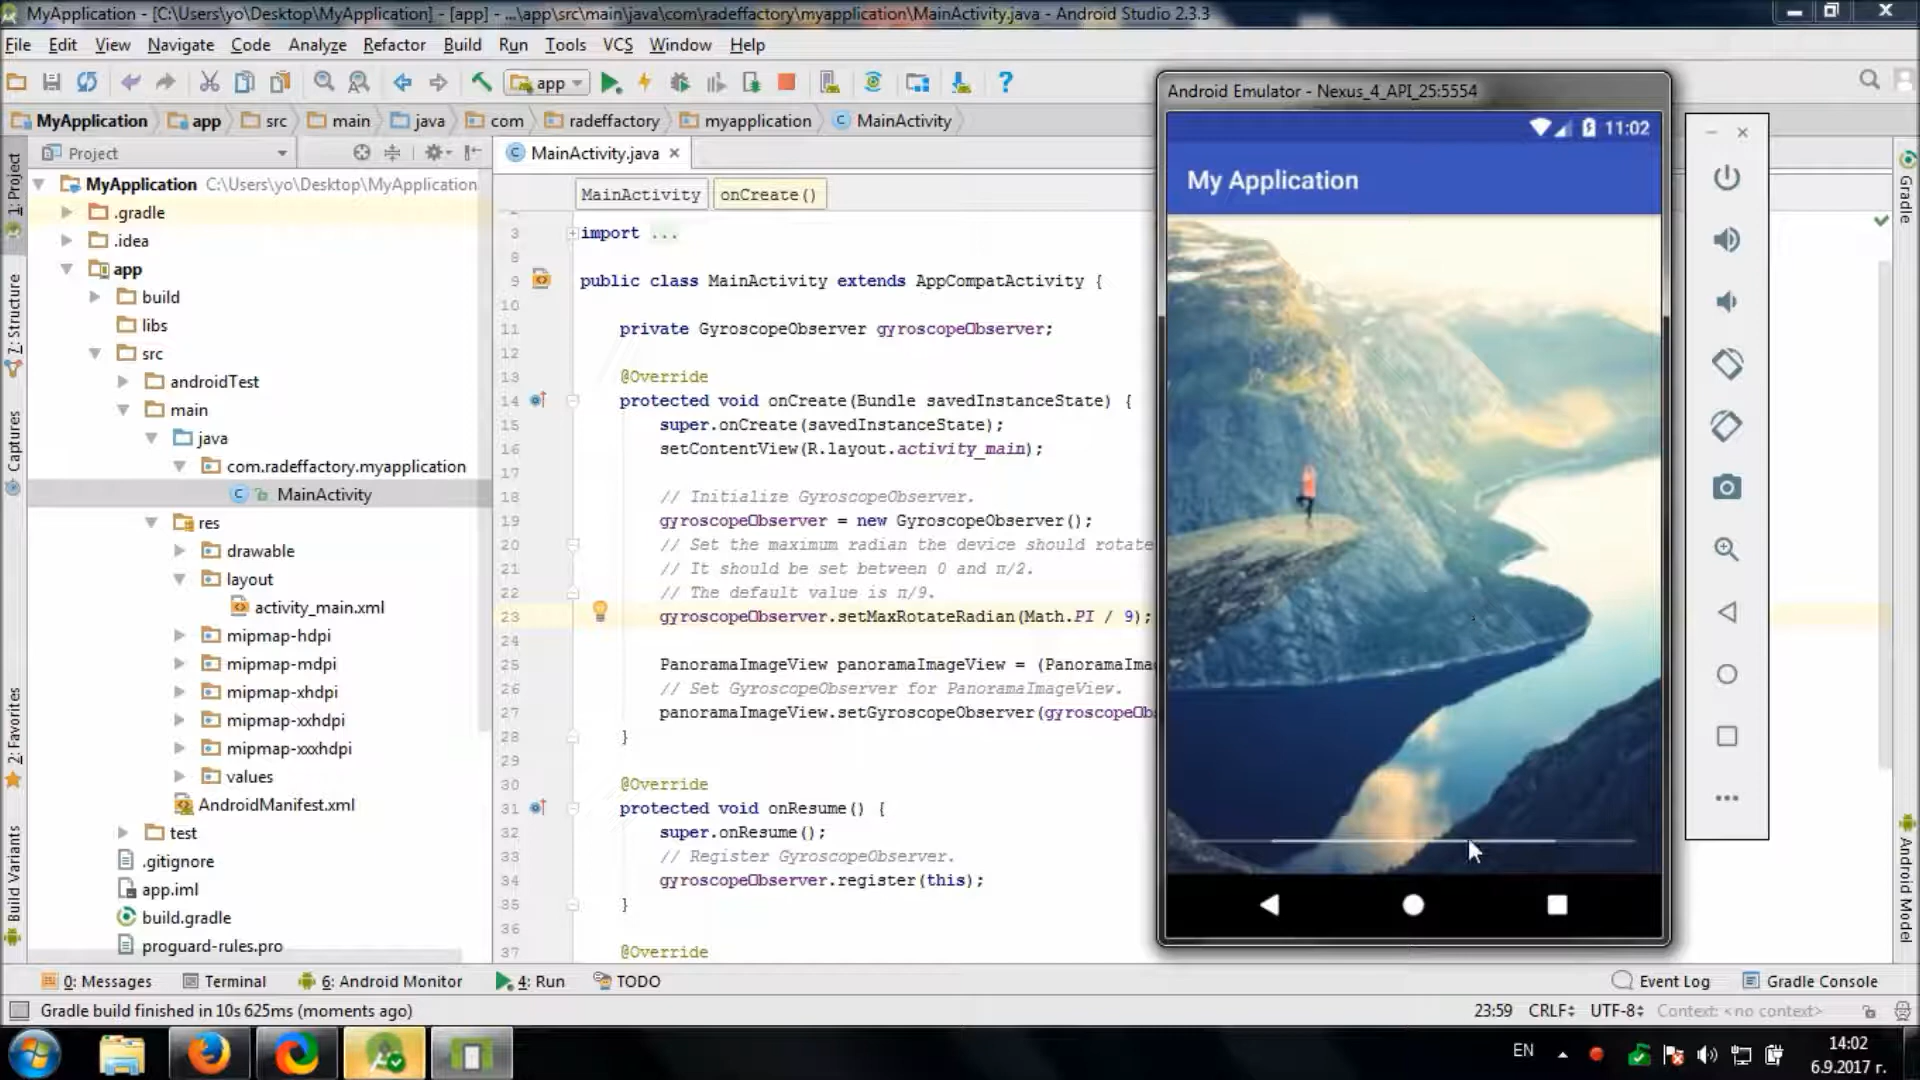 MyApplication - [C:\Users\yo\Desktop\MyApplication] - [app] - ...\app\src\main\java\com\radeffactory\myapplication\MainActivity.java - Android Studio 2.3.3
File Edit View Navigate Code Analyze Refactor Build Run Tools VCS Window Help
app
MyApplication app src main java com radeffactory myapplication MainActivity
Project
MyApplication C:\Users\yo\Desktop\MyApplication
.gradle
.idea
app
build
libs
src
androidTest
main
java
com.radeffactory.myapplication
MainActivity
res
drawable
layout
activity_main.xml
mipmap-hdpi
mipmap-mdpi
mipmap-xhdpi
mipmap-xxhdpi
mipmap-xxxhdpi
values
AndroidManifest.xml
test
.gitignore
app.iml
build.gradle
proguard-rules.pro
1: Project
7: Structure
Captures
2: Favorites
Build Variants
MainActivity.java
MainActivity onCreate()
3 import ...
8
9 public class MainActivity extends AppCompatActivity {
10
11 private GyroscopeObserver gyroscopeObserver;
12
13 @Override
14 protected void onCreate(Bundle savedInstanceState) {
15 super.onCreate(savedInstanceState);
16 setContentView(R.layout.activity_main);
17
18 // Initialize GyroscopeObserver.
19 gyroscopeObserver = new GyroscopeObserver();
20 // Set the maximum radian the device should rotate
21 // It should be set between 0 and π/2.
22 // The default value is π/9.
23 gyroscopeObserver.setMaxRotateRadian(Math.PI / 9);
24
25 PanoramaImageView panoramaImageView = (PanoramaIma
26 // Set GyroscopeObserver for PanoramaImageView.
27 panoramaImageView.setGyroscopeObserver(gyroscopeOb
28 }
29
30 @Override
31 protected void onResume() {
32 super.onResume();
33 // Register GyroscopeObserver.
34 gyroscopeObserver.register(this);
35 }
36
37 @Override
Android Emulator - Nexus_4_API_25:5554
11:02
My Application
Gradle
Android Model
0: Messages Terminal 6: Android Monitor 4: Run TODO Event Log Gradle Console
Gradle build finished in 10s 625ms (moments ago) 23:59 CRLF UTF-8 Context: <no context>
EN 14:02
6.9.2017 г.